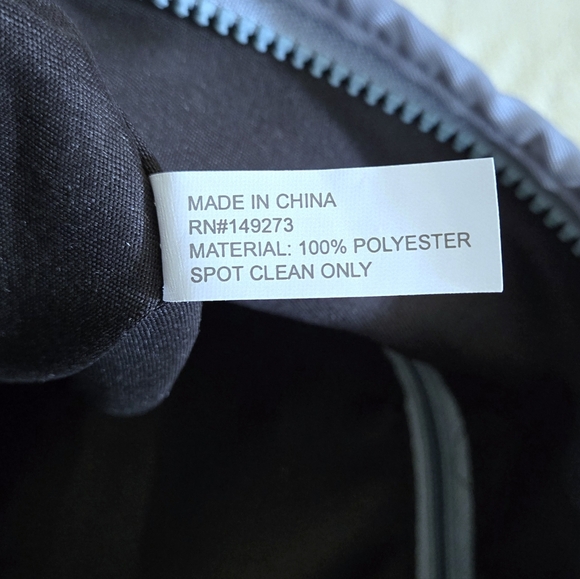 MADE IN CHINA
RN#149273
MATERIAL: 100% POLYESTER
SPOT CLEAN ONLY